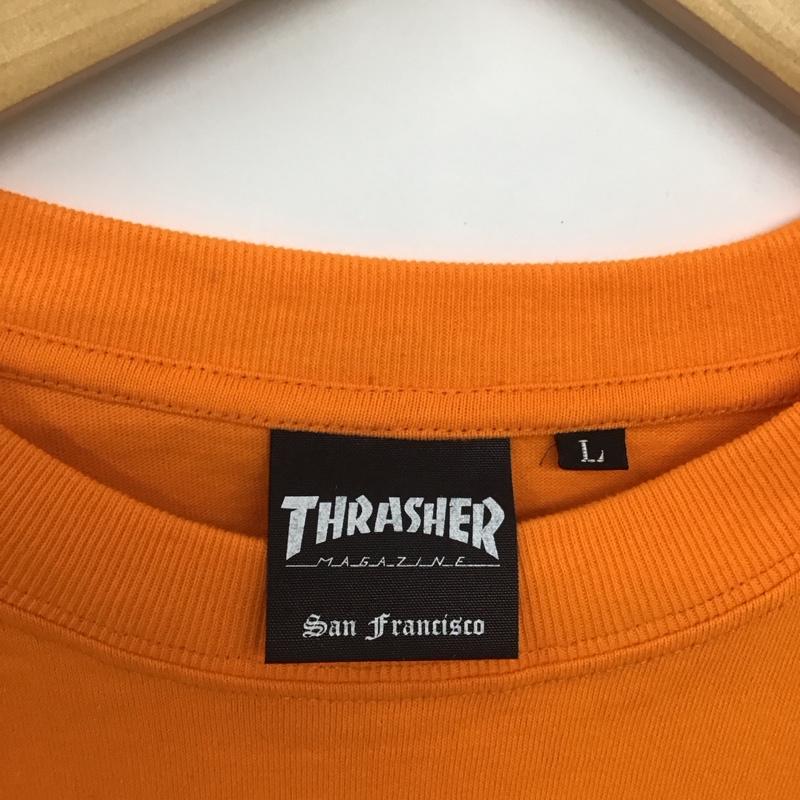 THRASHER
MAGAZINE
San Francisco
L